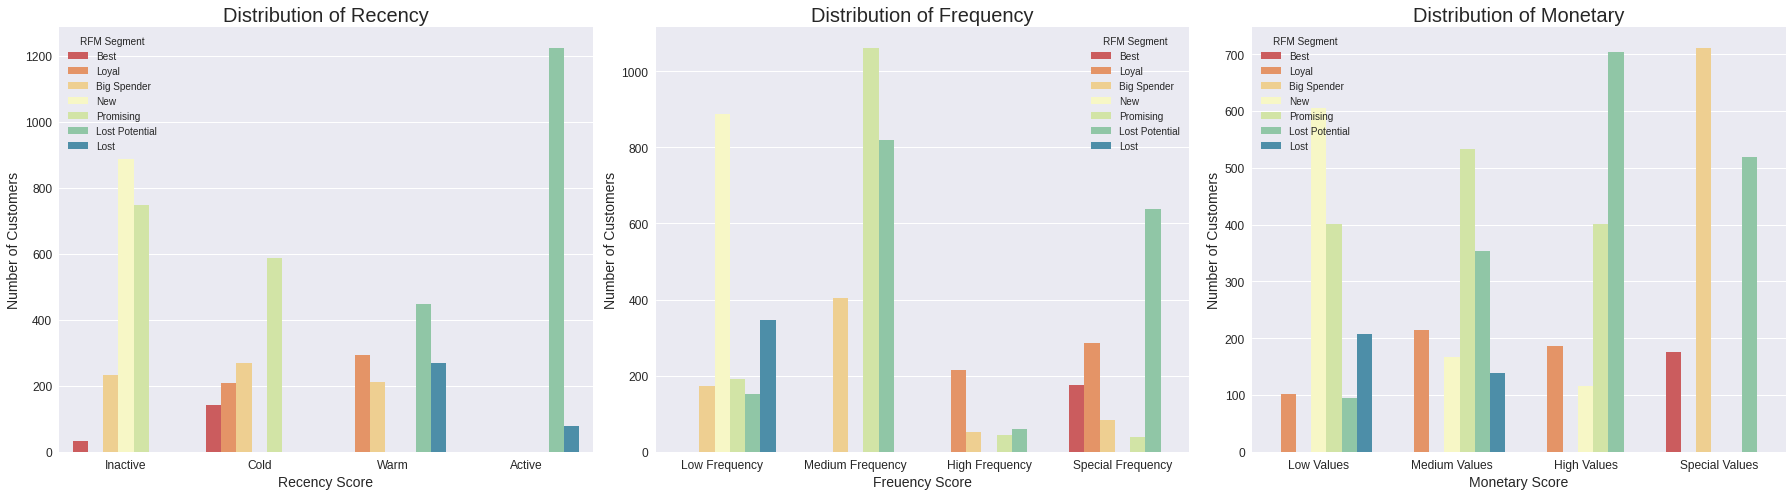 Distribution of Recency
RFM Segment
Best
Loyal
Big Spender
New
Promising
Lost Potential
Lost
1200
1000
800
600
400
200
0
Number of Customers
Inactive Cold Warm Active
Recency Score
Distribution of Frequency
RFM Segment
Best
Loyal
Big Spender
New
Promising
Lost Potential
Lost
1000
800
600
400
200
0
Number of Customers
Low Frequency Medium Frequency High Frequency Special Frequency
Freuency Score
Distribution of Monetary
RFM Segment
Best
Loyal
Big Spender
New
Promising
Lost Potential
Lost
700
600
500
400
300
200
100
0
Number of Customers
Low Values Medium Values High Values Special Values
Monetary Score